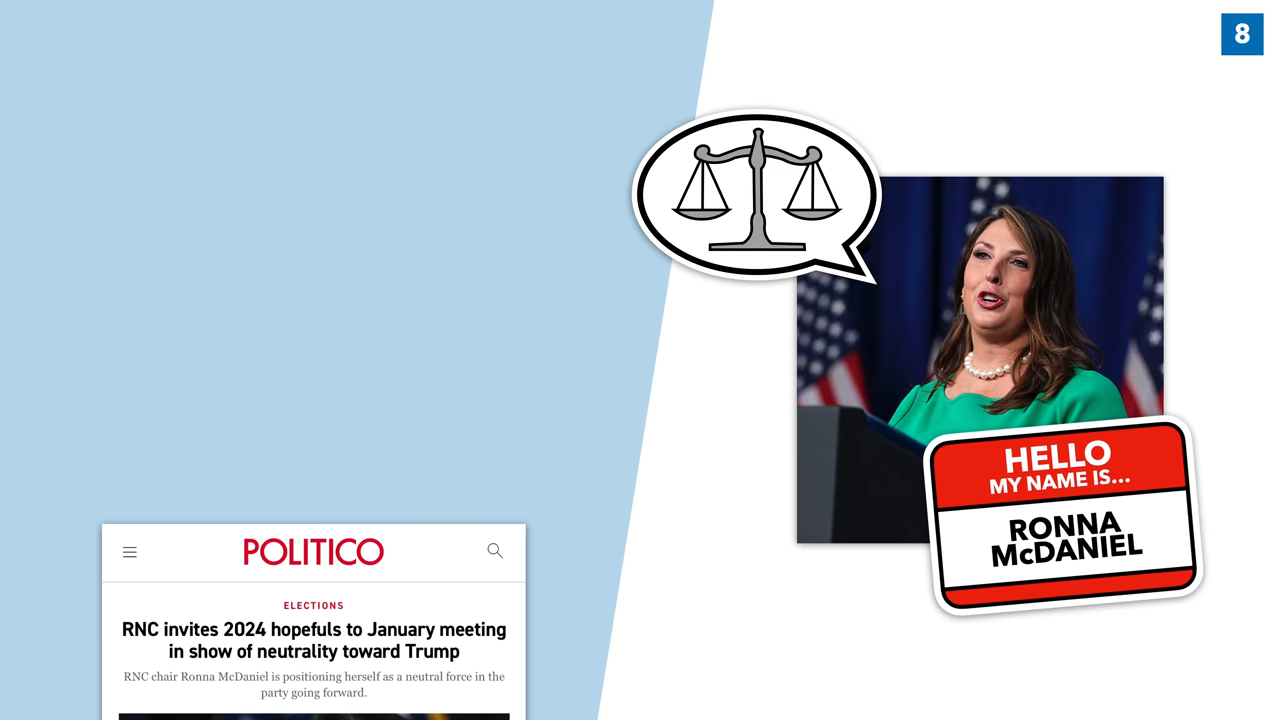 8
HELLO
MY NAME IS...
RONNA
McDANIEL
POLITICO
ELECTIONS
RNC invites 2024 hopefuls to January meeting
in show of neutrality toward Trump
RNC chair Ronna McDaniel is positioning herself as a neutral force in the
party going forward.